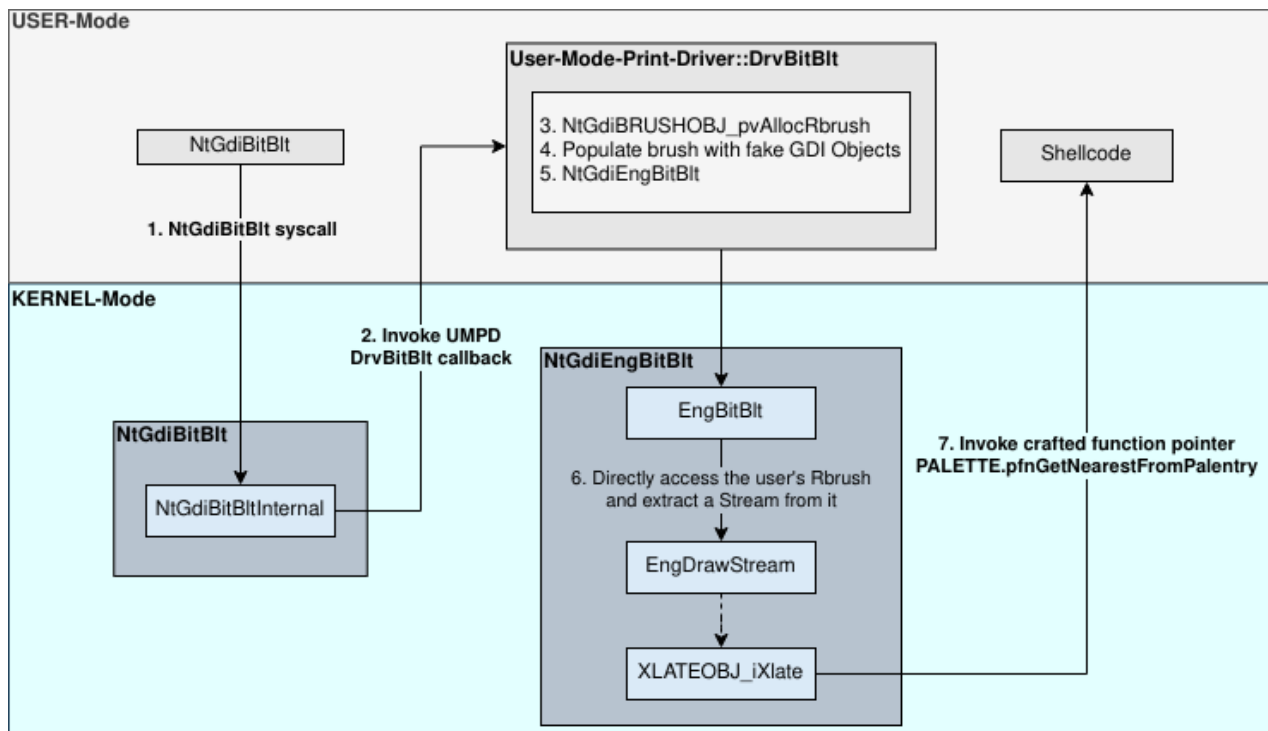 USER-Mode
User-Mode-Print-Driver::DrvBitBlt
3. NtGdiBRUSHOBJ_pvAllocRbrush
4. Populate brush with fake GDI Objects
5. NtGdiEngBitBlt
NtGdiBitBlt
Shellcode
1. NtGdiBitBlt syscall
KERNEL-Mode
2. Invoke UMPD
DrvBitBlt callback
NtGdiEngBitBlt
EngBitBlt
NtGdiBitBlt
NtGdiBitBltInternal
6. Directly access the user's Rbrush
and extract a Stream from it
7. Invoke crafted function pointer
PALETTE.pfnGetNearestFromPalentry
EngDrawStream
XLATEOBJ_iXlate